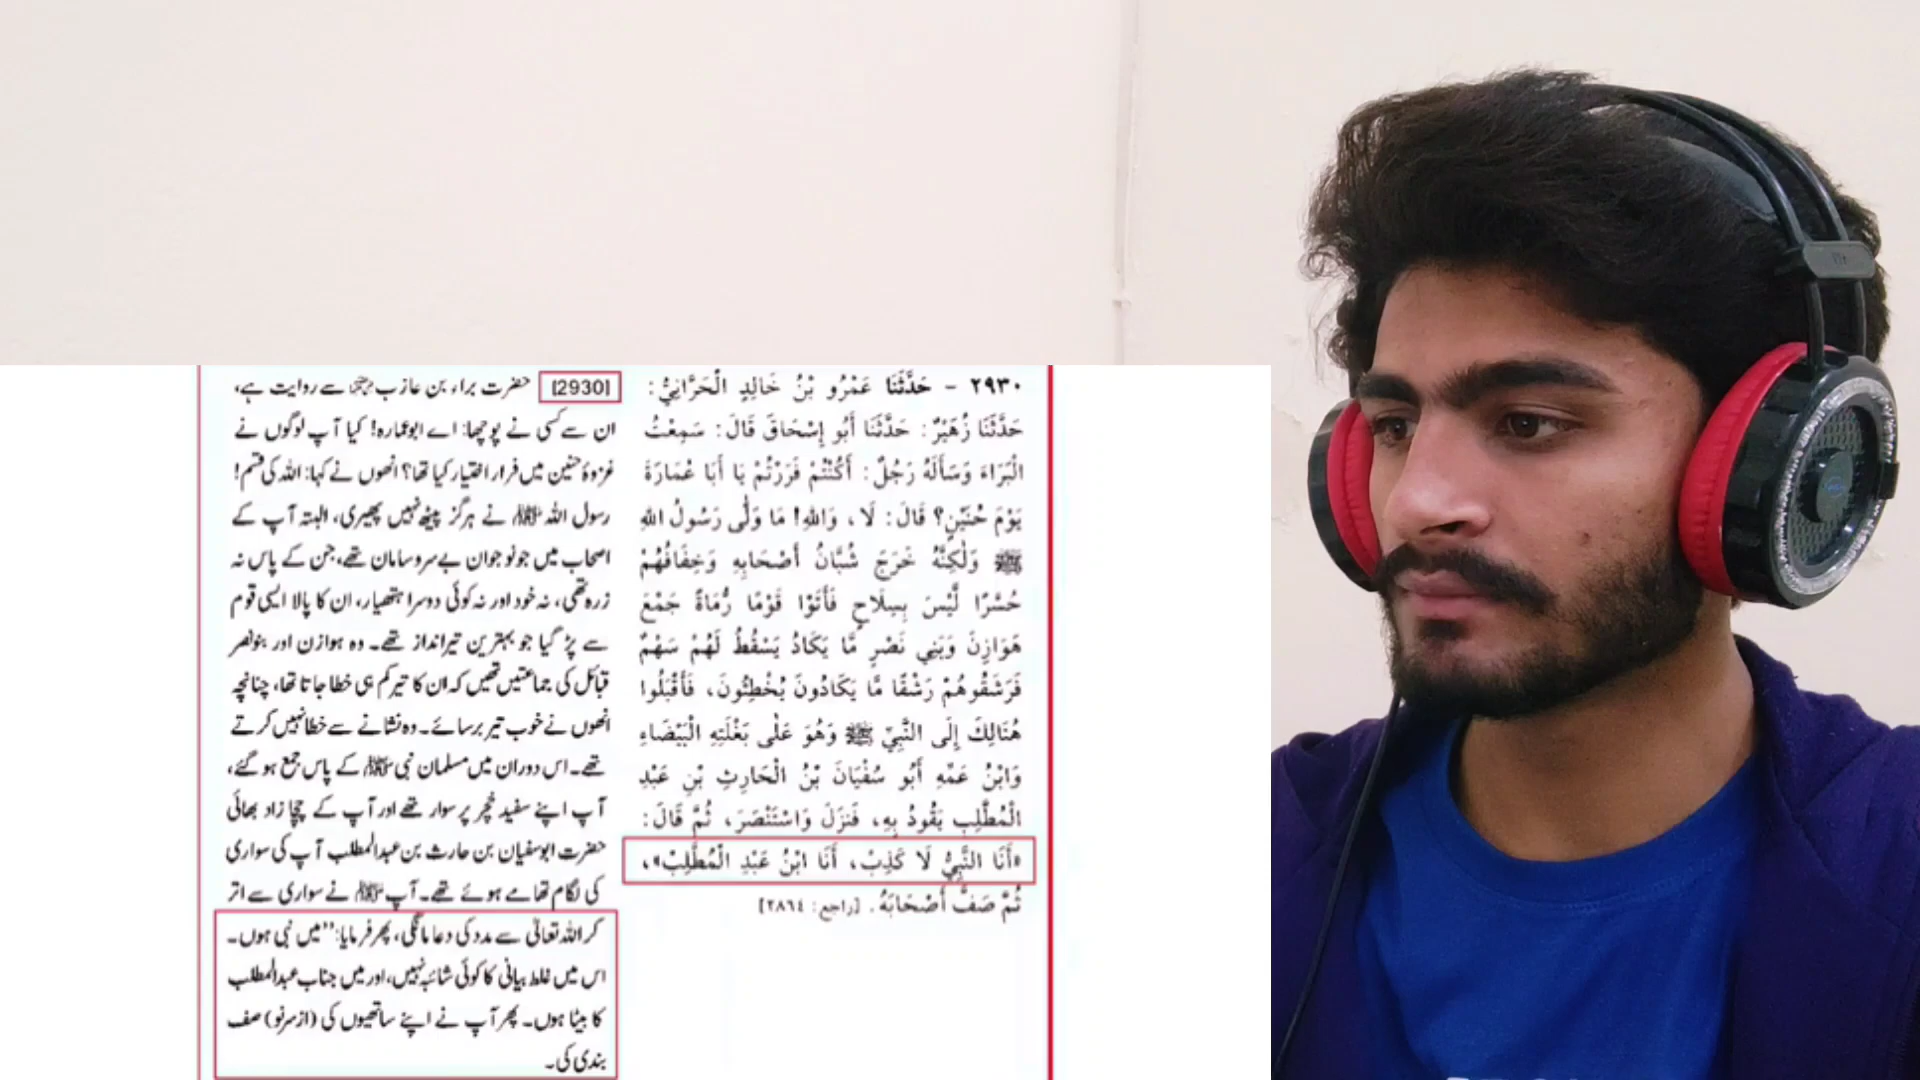 ٢٩٣٠ - حَدَّثَنَا عَمْرُو بْنُ خَالِدٍ الْحَرَّانِيُّ:
حَدَّثَنَا زُهَيْرٌ: حَدَّثَنَا أَبُو إِسْحَاقَ قَالَ: سَمِعْتُ
الْبَرَاءَ وَسَأَلَهُ رَجُلٌ: أَكُنْتُمْ فَرَرْتُمْ يَا أَبَا عُمَارَةَ
يَوْمَ حُنَيْنٍ؟ قَالَ: لَا، وَاللهِ! مَا وَلَّى رَسُولُ اللهِ
ﷺ وَلٰكِنَّهُ خَرَجَ شُبَّانُ أَصْحَابِهِ وَخِفَافُهُمْ
حُسَّرًا لَّيْسَ بِسِلَاحٍ فَأَتَوْا قَوْمًا رُمَاةً جَمْعَ
هَوَازِنَ وَبَنِي نَصْرٍ مَّا يَكَادُ يَسْقُطُ لَهُمْ سَهْمٌ
فَرَشَقُوهُمْ رَشْقًا مَّا يَكَادُونَ يُخْطِئُونَ، فَأَقْبَلُوا
هُنَالِكَ إِلَى النَّبِيِّ ﷺ وَهُوَ عَلٰى بَغْلَتِهِ الْبَيْضَاءِ
وَابْنُ عَمِّهِ أَبُو سُفْيَانَ بْنُ الْحَارِثِ بْنِ عَبْدِ
الْمُطَّلِبِ يَقُودُ بِهِ، فَنَزَلَ وَاسْتَنْصَرَ، ثُمَّ قَالَ:
«أَنَا النَّبِيُّ لَا كَذِبْ، أَنَا ابْنُ عَبْدِ الْمُطَّلِبْ»،
ثُمَّ صَفَّ أَصْحَابَهُ. [راجع: ٢٨٦٤]
[2930] حضرت براء بن عازب ؓ سے روایت ہے،
ان سے کسی نے پوچھا: اے ابو عمارہ! کیا آپ لوگوں نے
غزوۂ حنین میں فرار اختیار کیا تھا؟ انھوں نے کہا: اللہ کی قسم!
رسول اللہ ﷺ نے ہرگز پیٹھ نہیں پھیری، البتہ آپ کے
اصحاب میں جو نوجوان بے سروسامان تھے، جن کے پاس نہ
زرہ تھی، نہ خود اور نہ کوئی دوسرا ہتھیار، ان کا پالا ایسی قوم
سے پڑ گیا جو بہترین تیر انداز تھے۔ وہ ہوازن اور بنو نصر
قبائل کی جماعتیں تھیں کہ ان کا تیر کم ہی خطا جاتا تھا، چنانچہ
انھوں نے خوب تیر برسائے۔ وہ نشانے سے خطا نہیں کرتے
تھے۔ اس دوران میں مسلمان نبی ﷺ کے پاس جمع ہو گئے،
آپ اپنے سفید خچر پر سوار تھے اور آپ کے چچا زاد بھائی
حضرت ابو سفیان بن حارث بن عبدالمطلب آپ کی سواری
کی لگام تھامے ہوئے تھے۔ آپ ﷺ نے سواری سے اتر
کر اللہ تعالیٰ سے مدد کی دعا مانگی، پھر فرمایا: ”میں نبی ہوں۔
اس میں غلط بیانی کا کوئی شائبہ نہیں، اور میں جناب عبدالمطلب
کا بیٹا ہوں۔ پھر آپ نے اپنے ساتھیوں کی (ازسرنو) صف
بندی کی۔